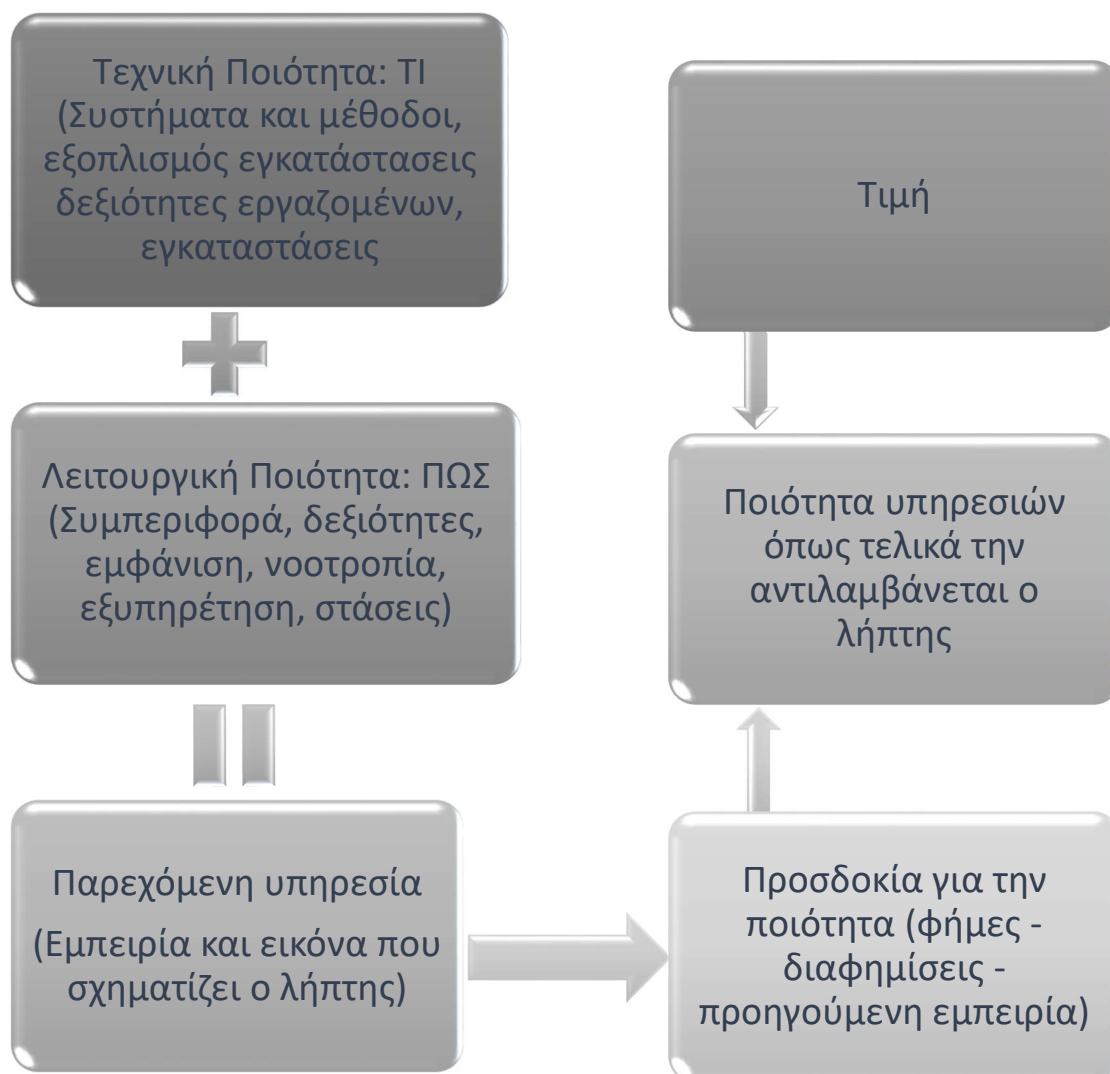 Τεχνική Ποιότητα: ΤΙ
(Συστήματα και μέθοδοι,
εξοπλισμός εγκατάστασεις
δεξιότητες εργαζομένων,
εγκαταστάσεις
Λειτουργική Ποιότητα: ΠΩΣ
(Συμπεριφορά, δεξιότητες,
εμφάνιση, νοοτροπία,
εξυπηρέτηση, στάσεις)
Παρεχόμενη υπηρεσία
(Εμπειρία και εικόνα που
σχηματίζει ο λήπτης)
Τιμή
Ποιότητα υπηρεσιών
όπως τελικά την
αντιλαμβάνεται ο
λήπτης
Προσδοκία για την
ποιότητα (φήμες -
διαφημίσεις -
προηγούμενη εμπειρία)